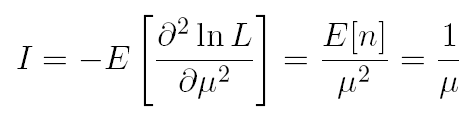 I = −E [ ∂² ln L / ∂μ² ] = E[n] / μ² = 1 / μ